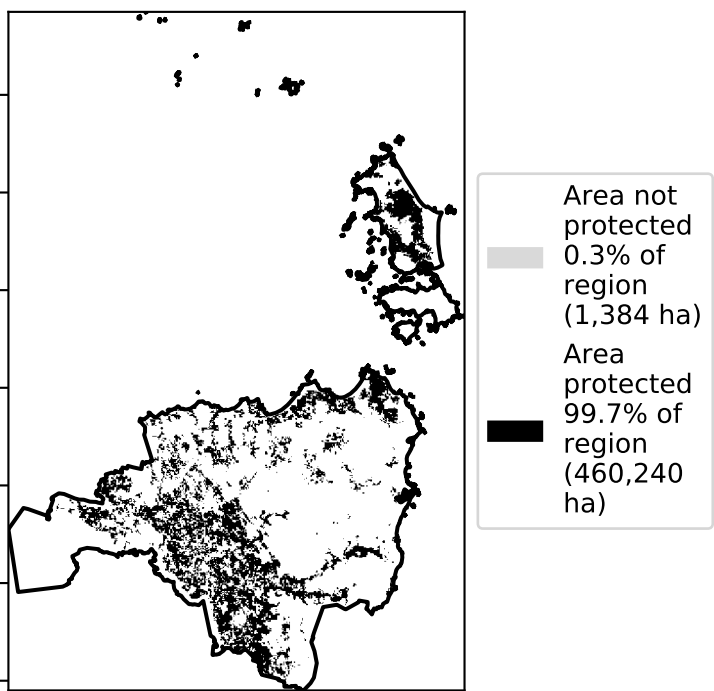 Area not
protected
0.3% of
region
(1,384 ha)
Area
protected
99.7% of
region
(460,240
ha)